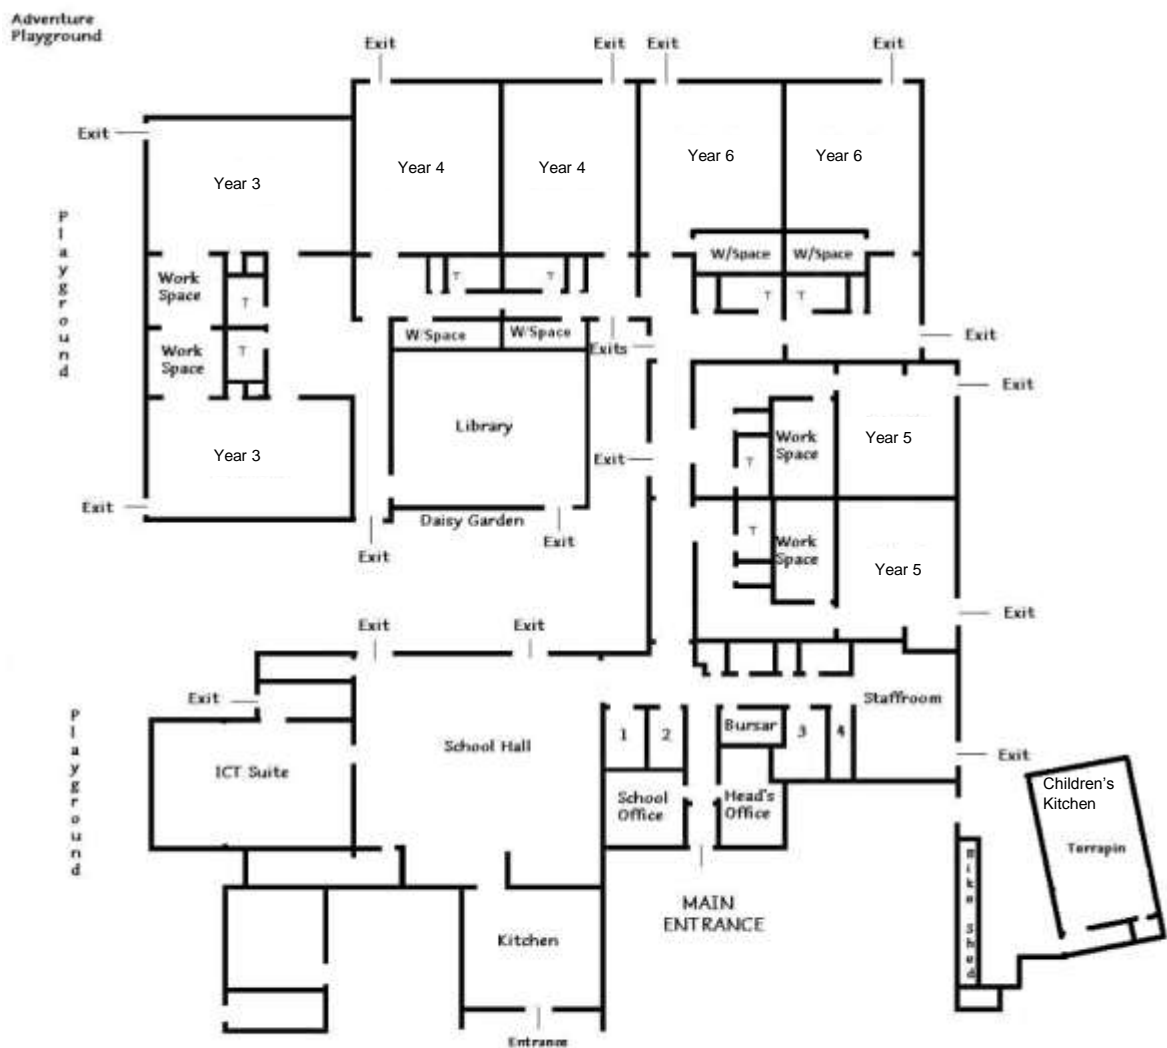 Adventure
Playground
Exit
Exit
Exit
Exit
Exit
Year 3
Year 4
Year 4
Year 6
Year 6
Playground
Work
Space
T
Work
Space
T
T
T
W/Space
W/Space
T
T
W/Space
W/Space
Exits
Exit
Exit
Library
Year 3
Exit
Work
Space
T
Year 5
Exit
Daisy Garden
Exit
Exit
T
Work
Space
Year 5
Exit
Exit
Exit
Exit
Playground
ICT Suite
School Hall
1
2
Bursar
3
4
Staffroom
Exit
School
Office
Head's
Office
Children's
Kitchen
Terrapin
Bike Shed
MAIN
ENTRANCE
Kitchen
Entrance